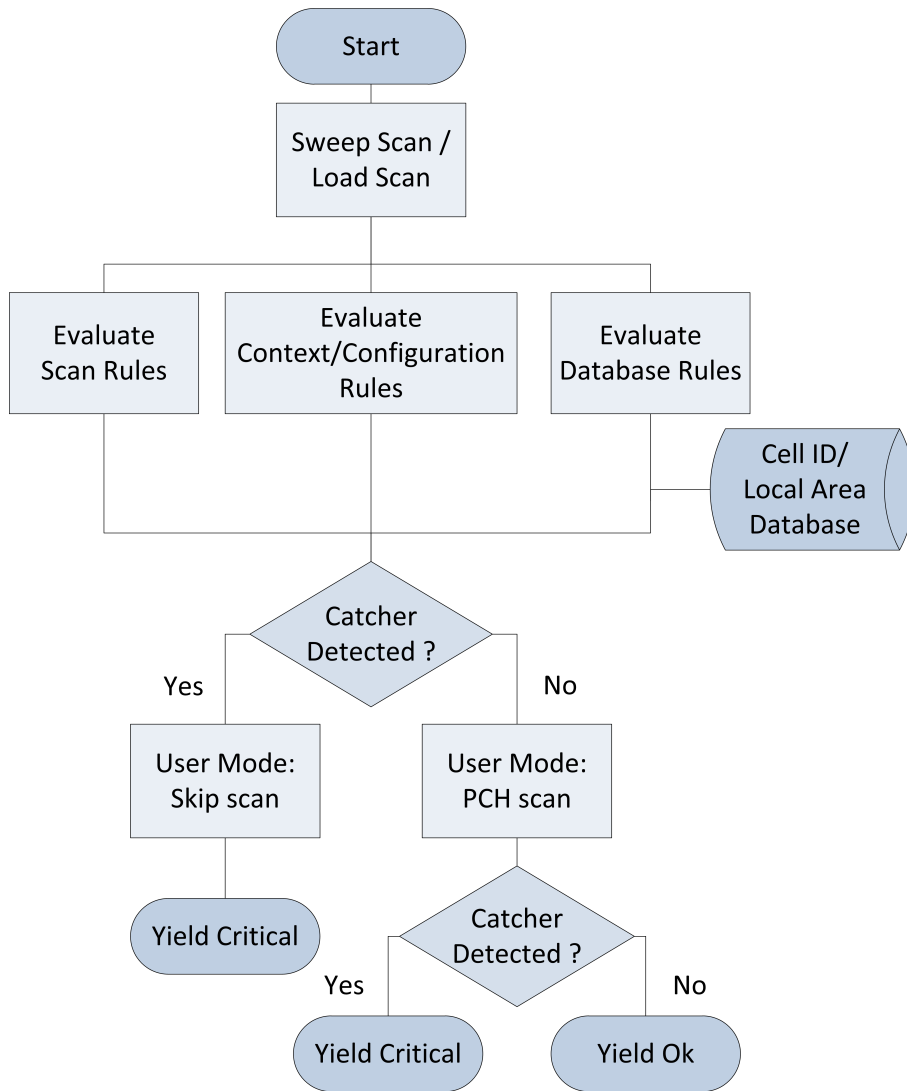 Start
Sweep Scan /
Load Scan
Evaluate
Scan Rules
Evaluate
Context/Configuration
Rules
Evaluate
Database Rules
Cell ID/
Local Area
Database
Catcher
Detected ?
Yes
No
User Mode:
Skip scan
User Mode:
PCH scan
Yield Critical
Catcher
Detected ?
Yes
No
Yield Critical
Yield Ok